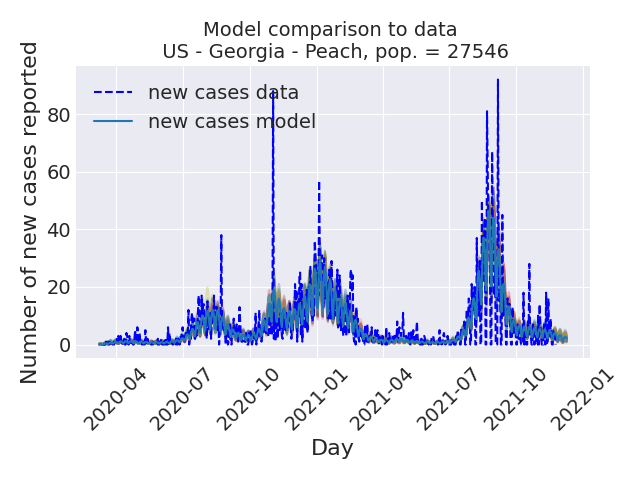 Model comparison to data
US - Georgia - Peach, pop. = 27546
new cases data
new cases model
Number of new cases reported
80
60
40
20
0
2020-04
2020-07
2020-10
2021-01
2021-04
2021-07
2021-10
2022-01
Day